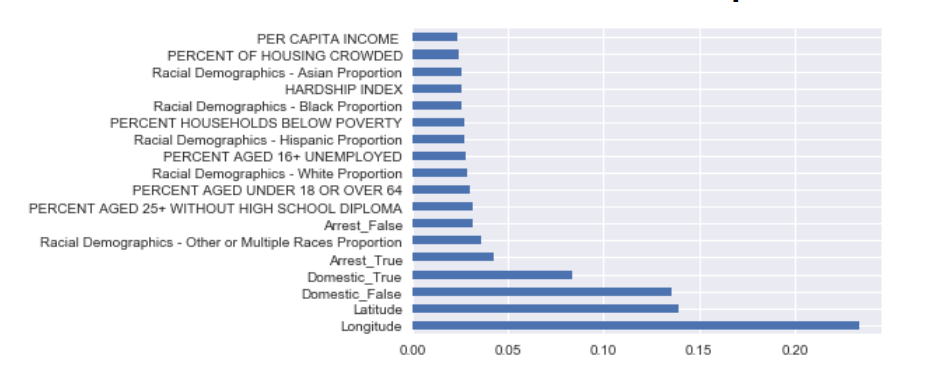 PER CAPITA INCOME
PERCENT OF HOUSING CROWDED
Racial Demographics - Asian Proportion
HARDSHIP INDEX
Racial Demographics - Black Proportion
PERCENT HOUSEHOLDS BELOW POVERTY
Racial Demographics - Hispanic Proportion
PERCENT AGED 16+ UNEMPLOYED
Racial Demographics - White Proportion
PERCENT AGED UNDER 18 OR OVER 64
PERCENT AGED 25+ WITHOUT HIGH SCHOOL DIPLOMA
Arrest_False
Racial Demographics - Other or Multiple Races Proportion
Arrest_True
Domestic_True
Domestic_False
Latitude
Longitude
0.00 0.05 0.10 0.15 0.20